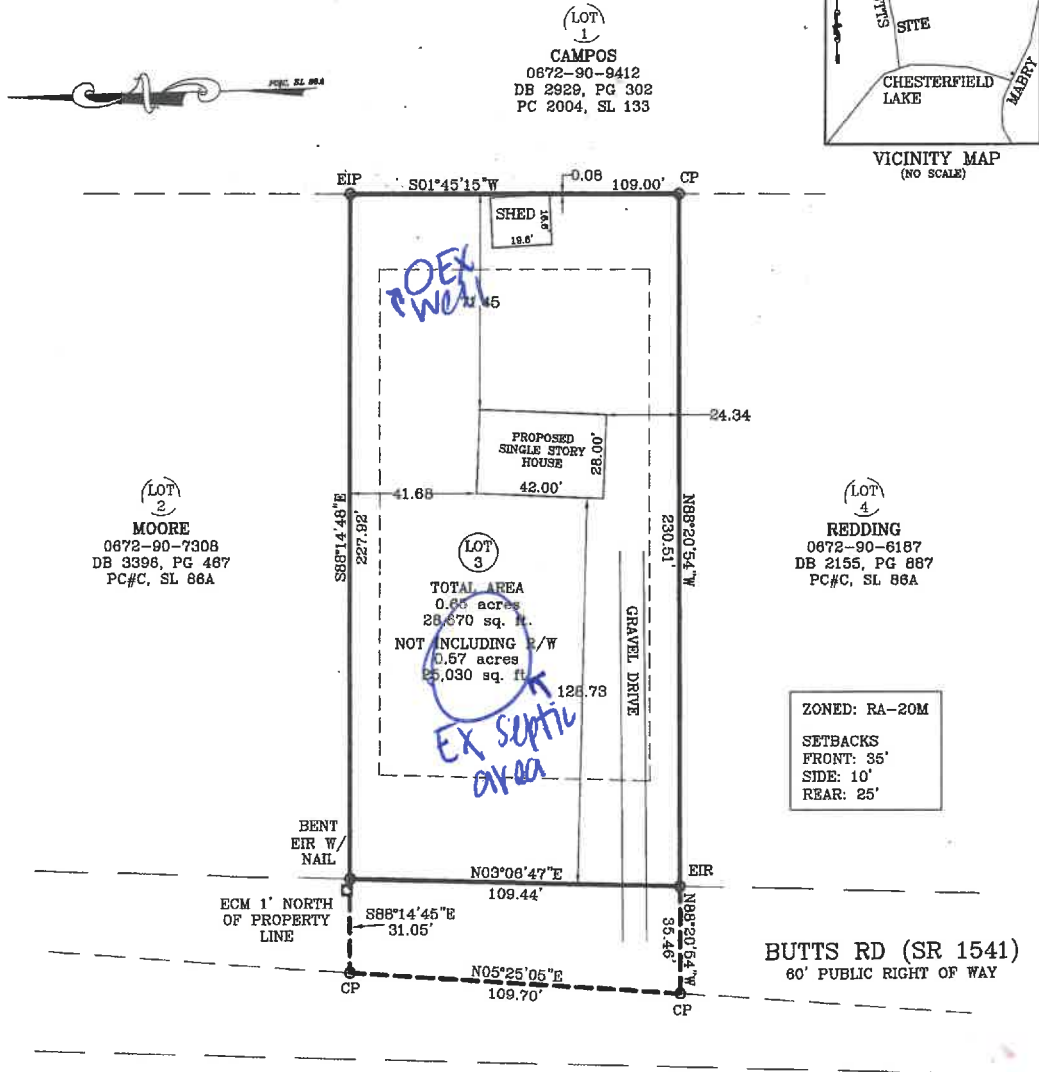 LOT
1
CAMPOS
0672-90-9412
DB 2929, PG 302
PC 2004, SL 133
SITE
CHESTERFIELD
LAKE
MABRY
VICINITY MAP
(NO SCALE)
EIP
S01°45'15"W
0.08
109.00'
CP
SHED
19.6'
EX
well
24.34
PROPOSED
SINGLE STORY
HOUSE
28.00'
42.00'
41.68
LOT
2
MOORE
0672-90-7308
DB 3398, PG 467
PC#C, SL 86A
S88°14'48"E
227.92'
N88°20'54"W
230.51'
LOT
4
REDDING
0672-90-6187
DB 2155, PG 887
PC#C, SL 86A
LOT
3
TOTAL AREA
0.65 acres
28,670 sq. ft.
NOT INCLUDING R/W
0.57 acres
25,030 sq. ft.
128.73
EX septic
area
GRAVEL DRIVE
ZONED: RA-20M
SETBACKS
FRONT: 35'
SIDE: 10'
REAR: 25'
BENT
EIR W/
NAIL
N03°06'47"E
109.44'
EIR
ECM 1' NORTH
OF PROPERTY
LINE
S88°14'45"E
31.05'
N88°20'54"W
35.46'
BUTTS RD (SR 1541)
60' PUBLIC RIGHT OF WAY
CP
N05°25'05"E
109.70'
CP